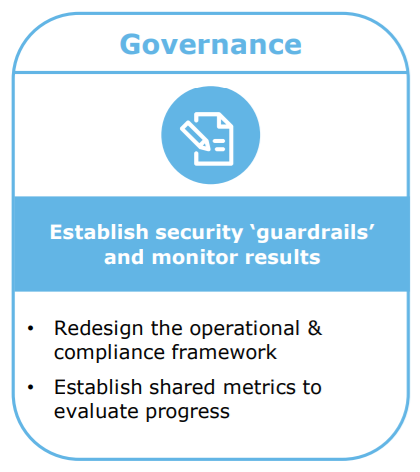 Governance
Establish security ‘guardrails’
and monitor results
• Redesign the operational &
compliance framework
• Establish shared metrics to
evaluate progress